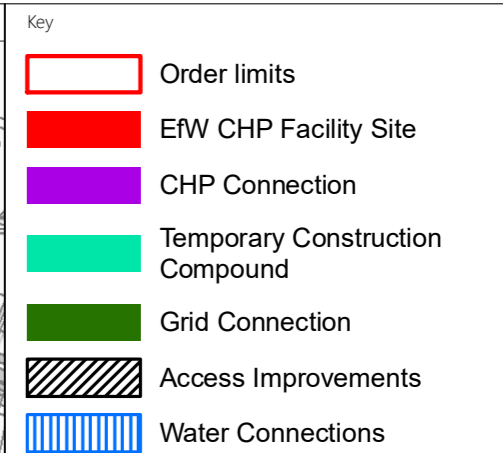 Key
Order limits
EfW CHP Facility Site
CHP Connection
Temporary Construction
Compound
Grid Connection
Access Improvements
Water Connections